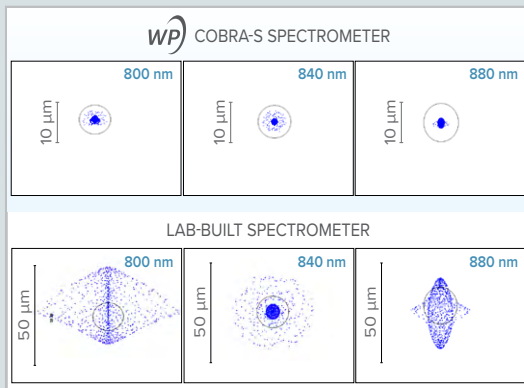 WP COBRA-S SPECTROMETER
800 nm 840 nm 880 nm
10 µm 10 µm 10 µm
LAB-BUILT SPECTROMETER
800 nm 840 nm 880 nm
50 µm 50 µm 50 µm